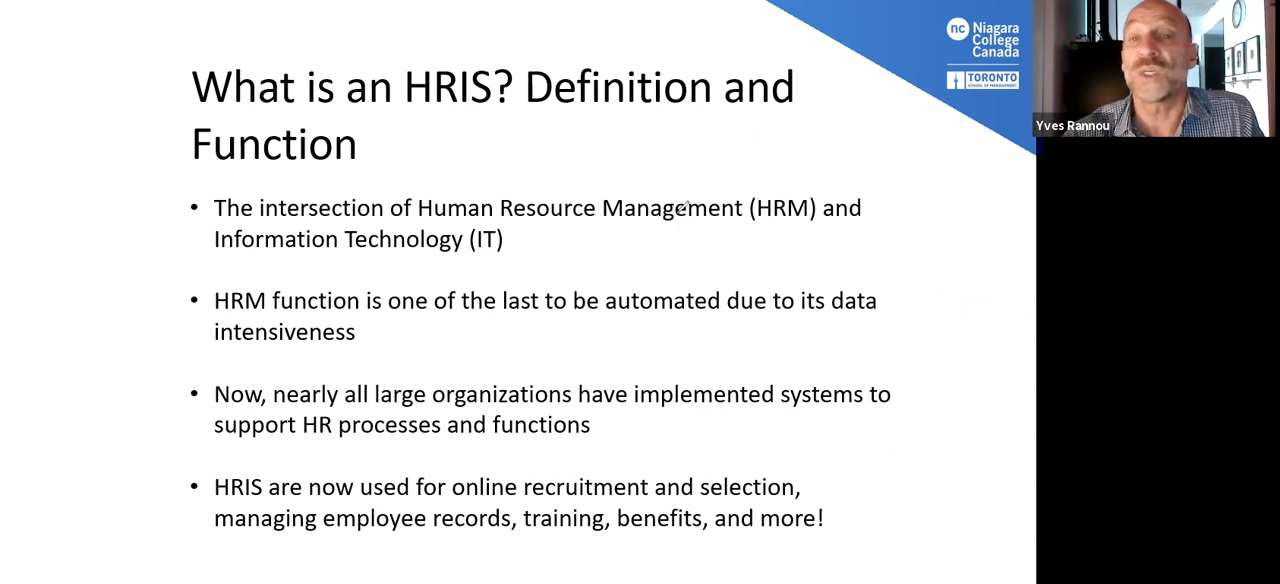 What is an HRIS? Definition and
Function
• The intersection of Human Resource Management (HRM) and
Information Technology (IT)
• HRM function is one of the last to be automated due to its data
intensiveness
• Now, nearly all large organizations have implemented systems to
support HR processes and functions
• HRIS are now used for online recruitment and selection,
managing employee records, training, benefits, and more!
nc Niagara
College
Canada
TORONTO
SCHOOL OF MANAGEMENT
Yves Rannou